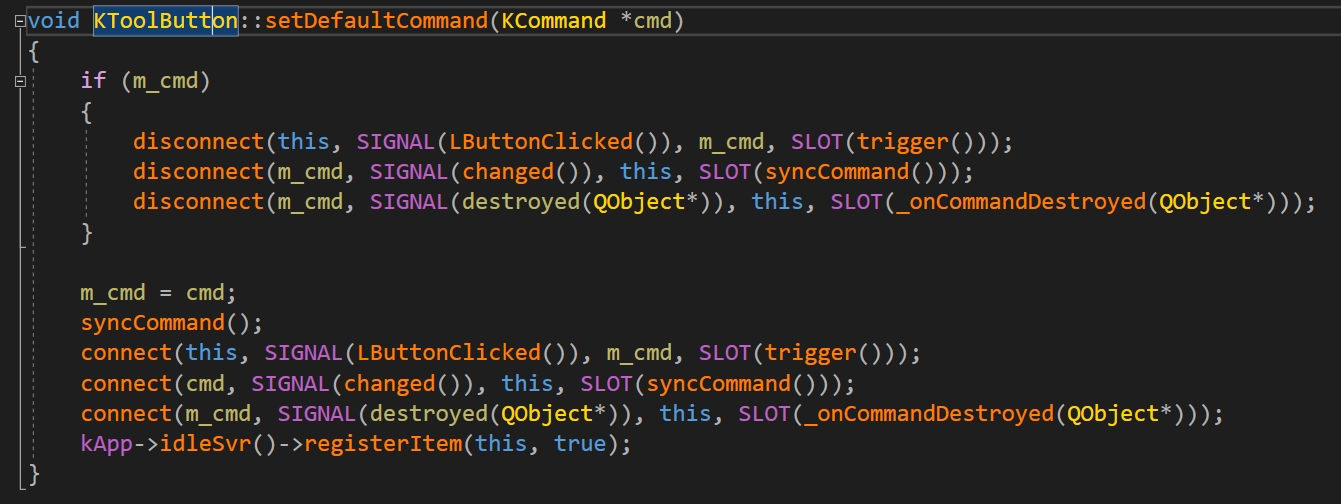 void KToolButton::setDefaultCommand(KCommand *cmd)
{
if (m_cmd)
{
disconnect(this, SIGNAL(LButtonClicked()), m_cmd, SLOT(trigger()));
disconnect(m_cmd, SIGNAL(changed()), this, SLOT(syncCommand()));
disconnect(m_cmd, SIGNAL(destroyed(QObject*)), this, SLOT(_onCommandDestroyed(QObject*)));
}
m_cmd = cmd;
syncCommand();
connect(this, SIGNAL(LButtonClicked()), m_cmd, SLOT(trigger()));
connect(cmd, SIGNAL(changed()), this, SLOT(syncCommand()));
connect(m_cmd, SIGNAL(destroyed(QObject*)), this, SLOT(_onCommandDestroyed(QObject*)));
kApp->idleSvr()->registerItem(this, true);
}